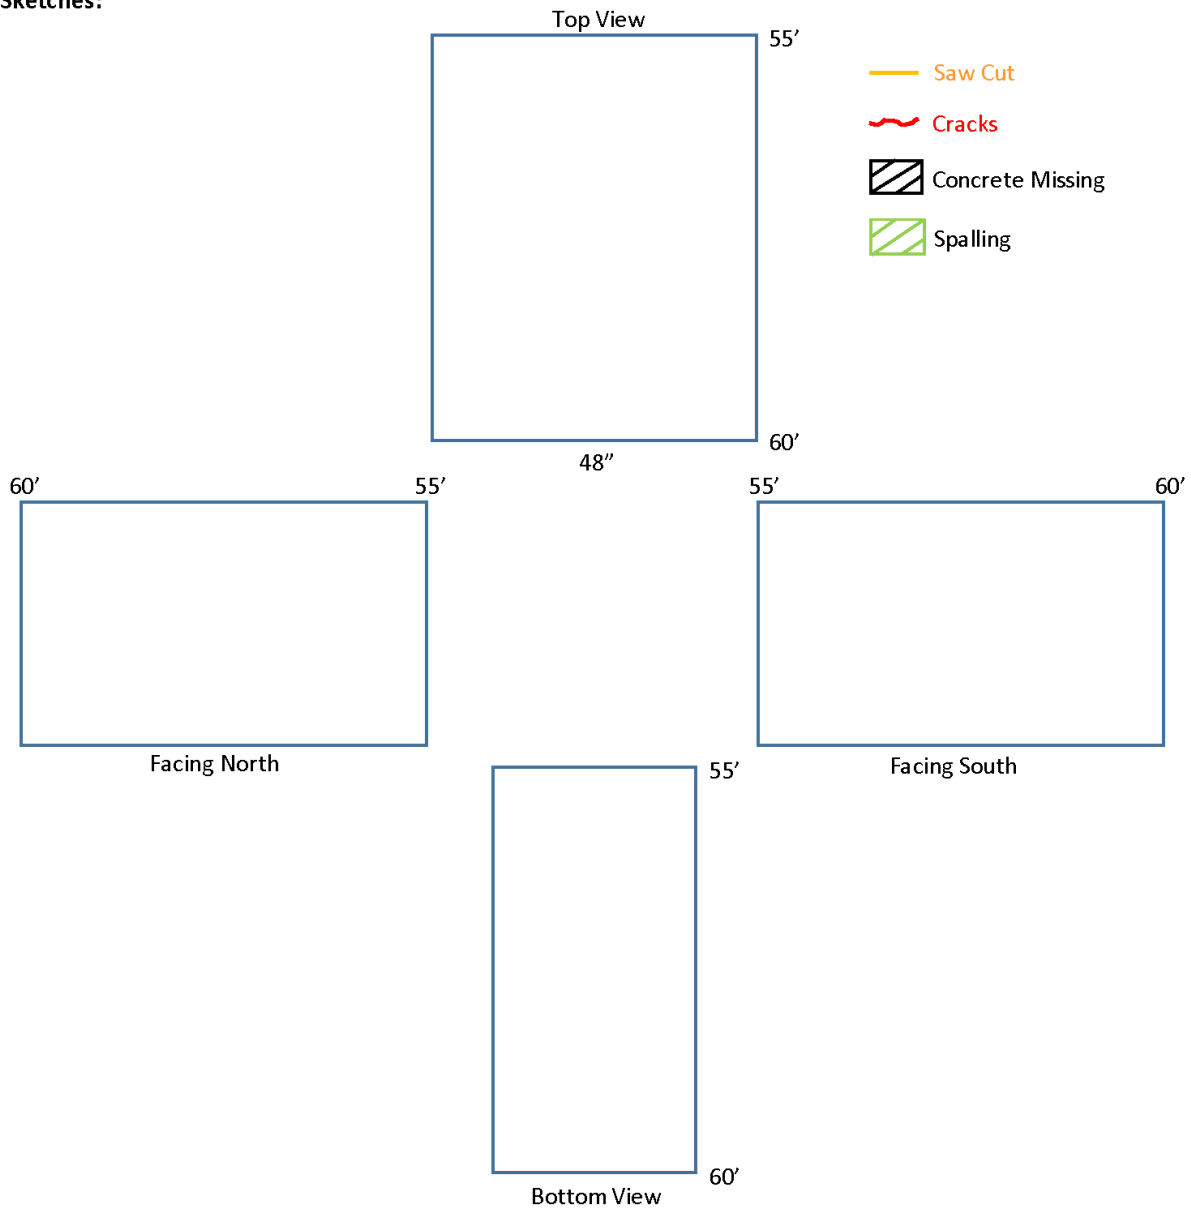 Sketches:
Top View
55’
Saw Cut
Cracks
Concrete Missing
Spalling
60’
48”
60’
55’
55’
60’
Facing North
Facing South
55’
60’
Bottom View